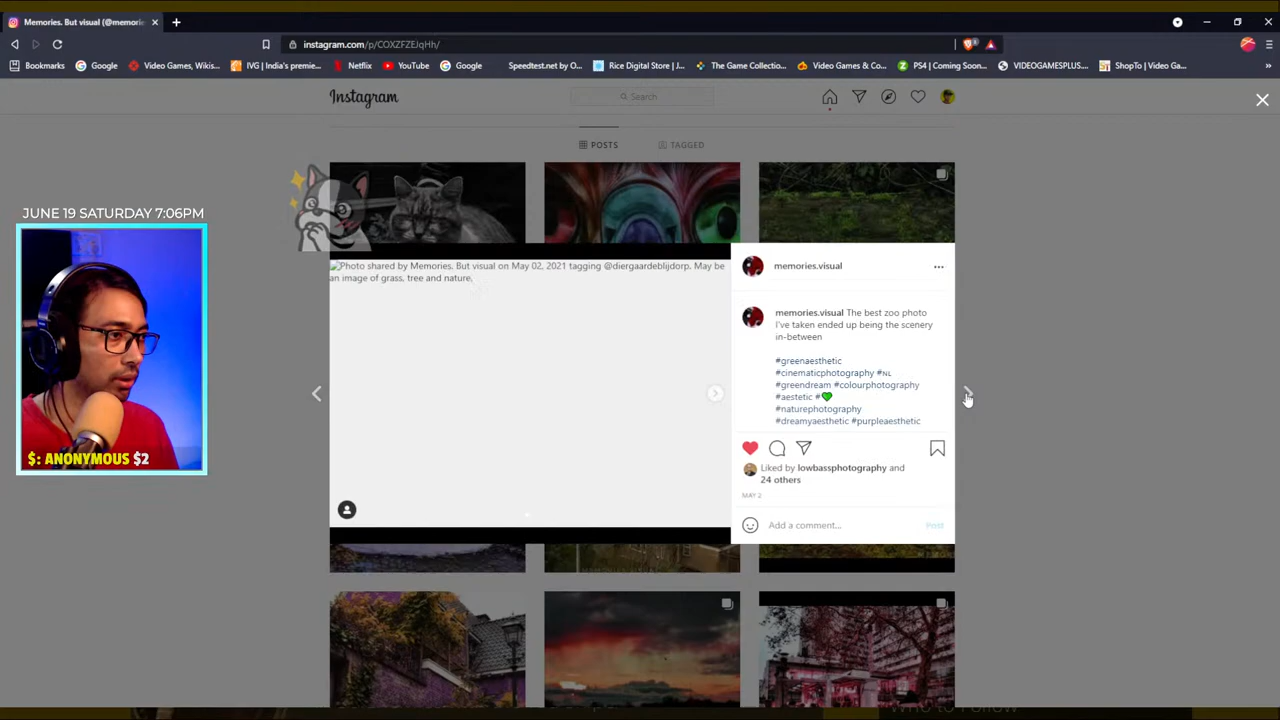 Memories. But visual (@memorie
instagram.com/p/COXZFZEJqHh/
Bookmarks
Google
Video Games, Wikis...
IVG | India's premie...
Netflix
YouTube
Google
Speedtest.net by O...
Rice Digital Store | J...
The Game Collectio...
Video Games & Co...
PS4 | Coming Soon...
VIDEOGAMESPLUS...
ShopTo | Video Ga...
»
Instagram
Search
POSTS
TAGGED
JUNE 19 SATURDAY 7:06PM
$: ANONYMOUS $2
Photo shared by Memories. But visual on May 02, 2021 tagging @diergaardeblijdorp. May be
an image of grass, tree and nature.
memories.visual
memories.visual The best zoo photo
I've taken ended up being the scenery
in-between
#greenaesthetic
#cinematicphotography #NL
#greendream #colourphotography
#aestetic #💚
#naturephotography
#dreamyaesthetic #purpleaesthetic
Liked by lowbassphotography and
24 others
MAY 2
Add a comment...
Post
Who to Follow